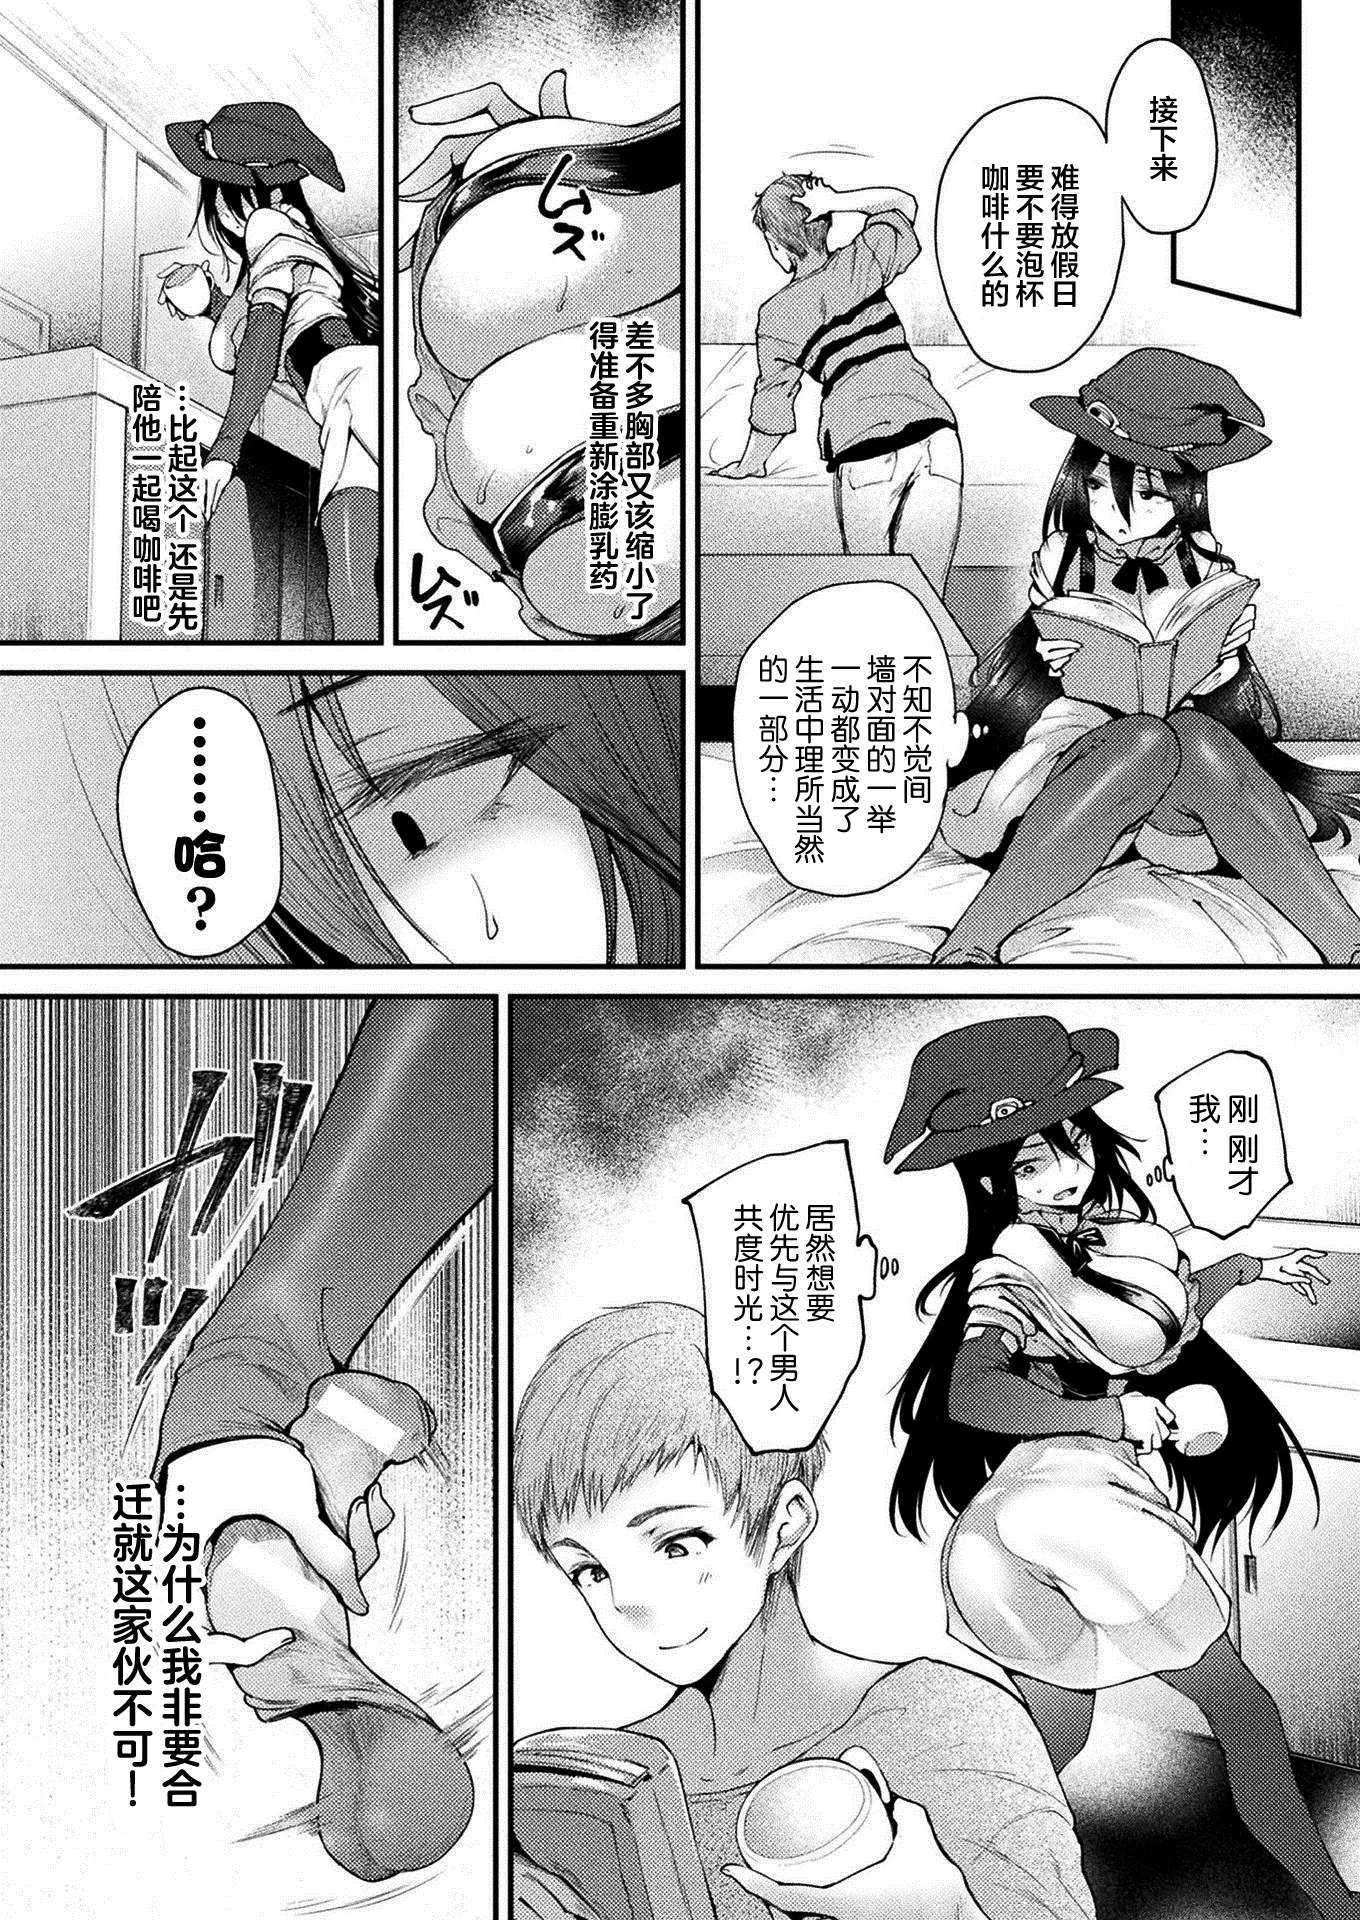 接下来
难得放假日
要不要泡杯
咖啡什么的
不知不觉间
墙对面的一举
一动都变成了
生活中理所当然
的一部分…
ムズ
ムズ
差不多胸部又该缩小了
得准备重新涂膨乳药
…比起这个 还是先
陪他一起喝咖啡吧
………哈?
刚刚才
我…
居然想要
优先与这个男人
共度时光…!?
ガッ
…为什么我非要合
迁就这家伙不可!